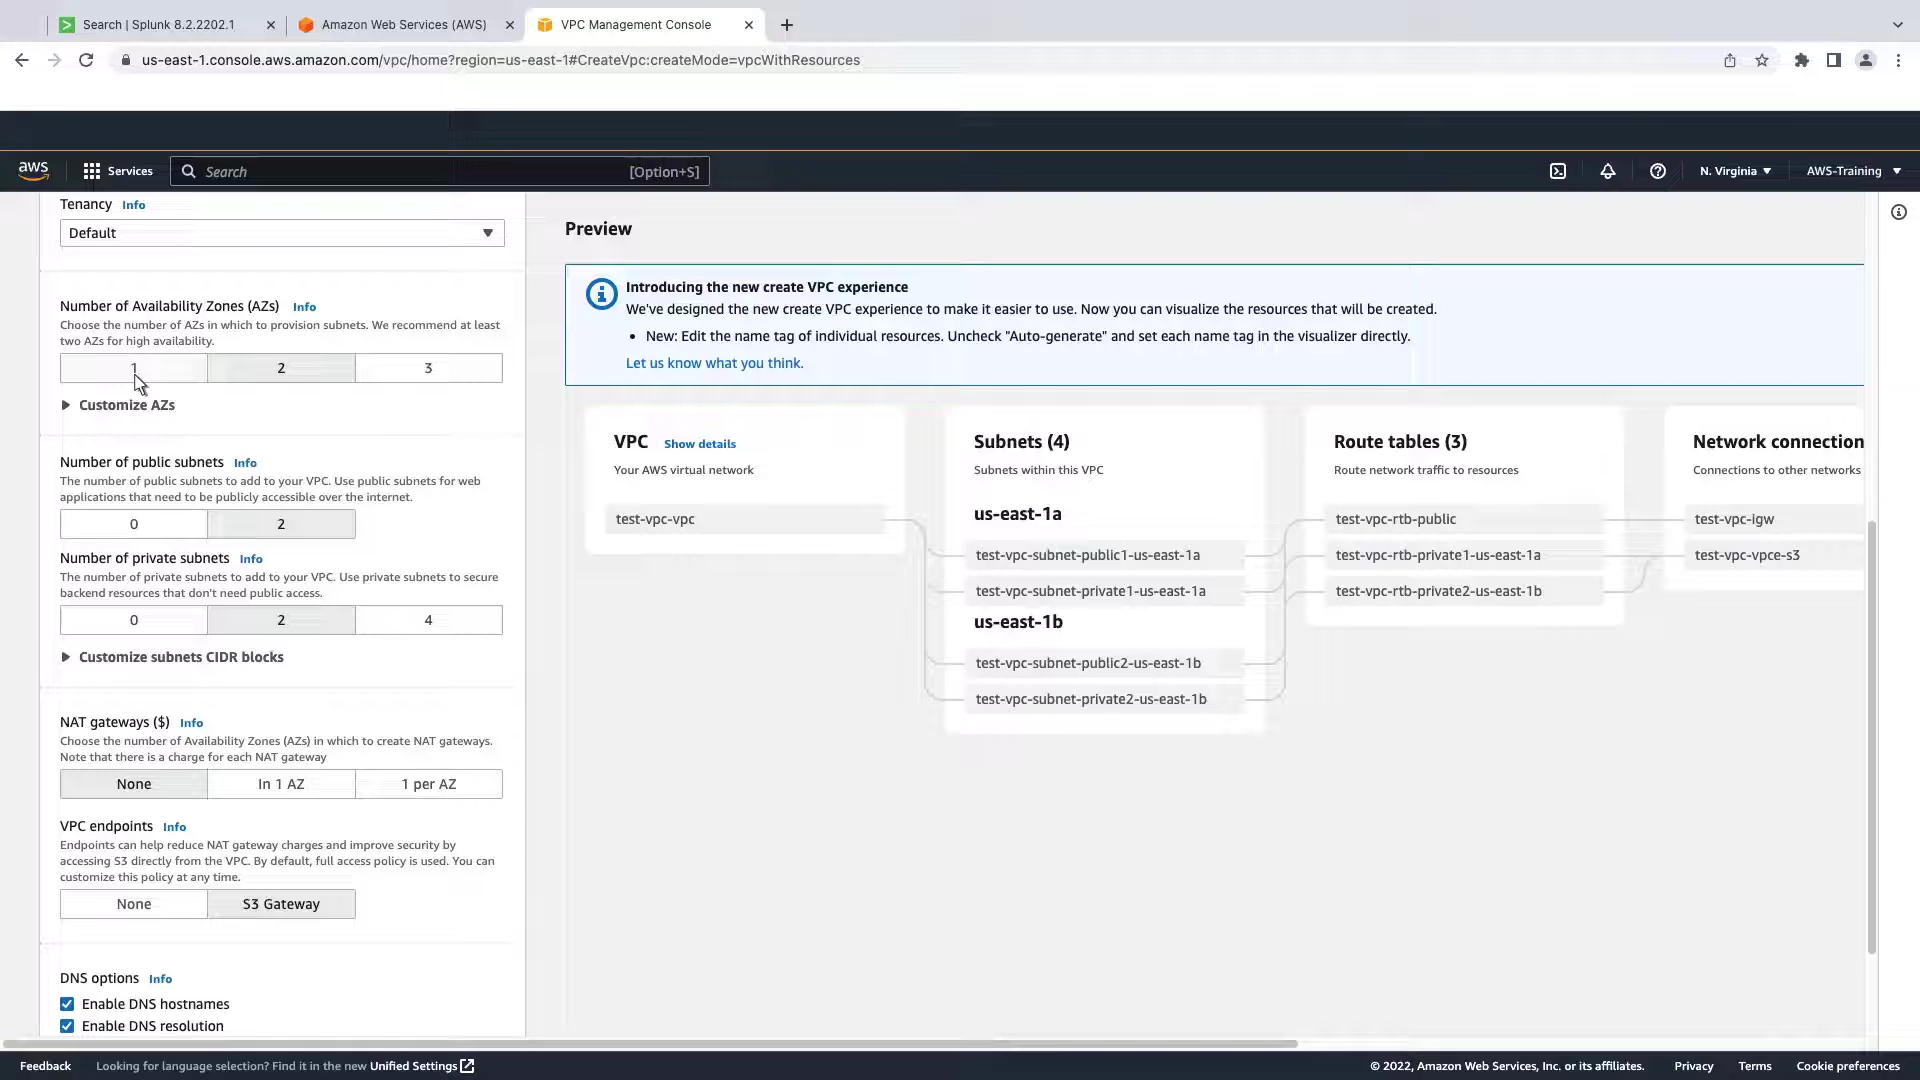 Search | Splunk 8.2.2202.1
Amazon Web Services (AWS)
VPC Management Console
us-east-1.console.aws.amazon.com/vpc/home?region=us-east-1#CreateVpc:createMode=vpcWithResources
aws
Services
Search
[Option+S]
N. Virginia
AWS-Training
Tenancy Info
Default
Number of Availability Zones (AZs) Info
Choose the number of AZs in which to provision subnets. We recommend at least
two AZs for high availability.
1 2 3
Customize AZs
Number of public subnets Info
The number of public subnets to add to your VPC. Use public subnets for web
applications that need to be publicly accessible over the internet.
0 2
Number of private subnets Info
The number of private subnets to add to your VPC. Use private subnets to secure
backend resources that don't need public access.
0 2 4
Customize subnets CIDR blocks
NAT gateways ($) Info
Choose the number of Availability Zones (AZs) in which to create NAT gateways.
Note that there is a charge for each NAT gateway
None In 1 AZ 1 per AZ
VPC endpoints Info
Endpoints can help reduce NAT gateway charges and improve security by
accessing S3 directly from the VPC. By default, full access policy is used. You can
customize this policy at any time.
None S3 Gateway
DNS options Info
Enable DNS hostnames
Enable DNS resolution
Preview
Introducing the new create VPC experience
We've designed the new create VPC experience to make it easier to use. Now you can visualize the resources that will be created.
• New: Edit the name tag of individual resources. Uncheck "Auto-generate" and set each name tag in the visualizer directly.
Let us know what you think.
VPC Show details
Your AWS virtual network
test-vpc-vpc
Subnets (4)
Subnets within this VPC
us-east-1a
test-vpc-subnet-public1-us-east-1a
test-vpc-subnet-private1-us-east-1a
us-east-1b
test-vpc-subnet-public2-us-east-1b
test-vpc-subnet-private2-us-east-1b
Route tables (3)
Route network traffic to resources
test-vpc-rtb-public
test-vpc-rtb-private1-us-east-1a
test-vpc-rtb-private2-us-east-1b
Network connection
Connections to other networks
test-vpc-igw
test-vpc-vpce-s3
Feedback
Looking for language selection? Find it in the new Unified Settings
© 2022, Amazon Web Services, Inc. or its affiliates.
Privacy
Terms
Cookie preferences